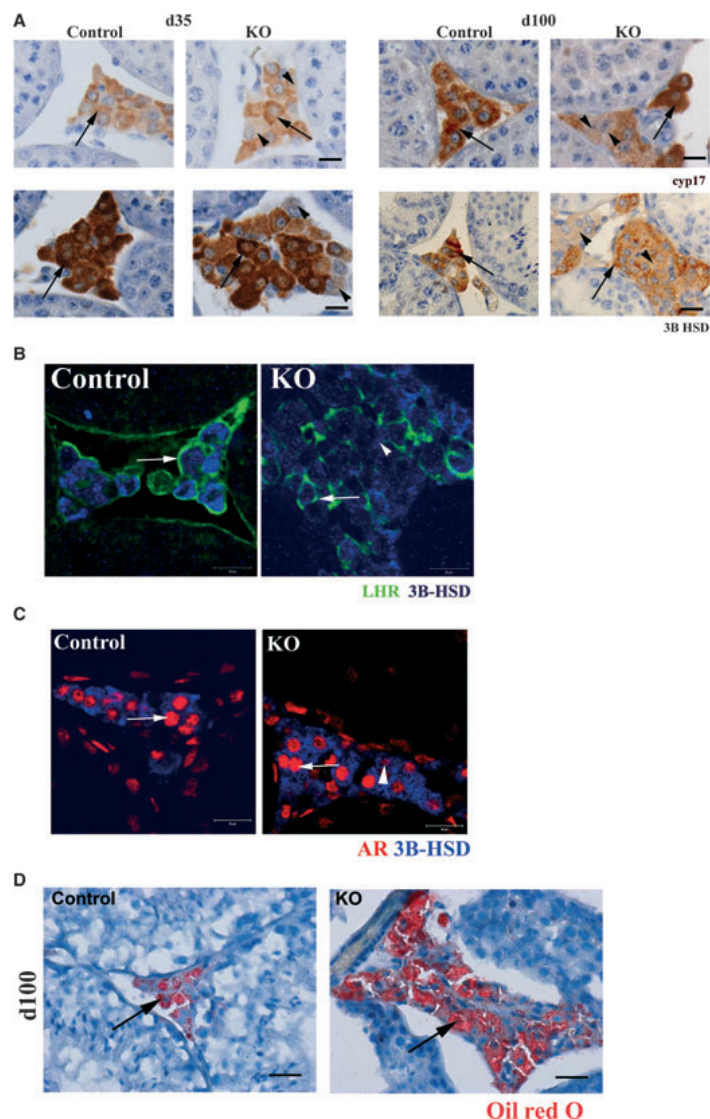 A
d35
d100
Control
KO
Control
KO
cyp17
3B HSD
B
Control
KO
LHR 3B-HSD
C
Control
KO
AR 3B-HSD
D
Control
KO
d100
Oil red O